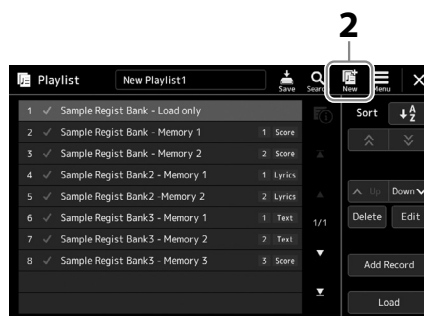 2
Playlist New Playlist1 Save Search New Menu
1 Sample Regist Bank - Load only
2 Sample Regist Bank - Memory 1 1 Score
3 Sample Regist Bank - Memory 2 2 Score
4 Sample Regist Bank2 - Memory 1 1 Lyrics
5 Sample Regist Bank2 -Memory 2 2 Lyrics
6 Sample Regist Bank3 - Memory 1 1 Text
7 Sample Regist Bank3 - Memory 2 2 Text
8 Sample Regist Bank3 - Memory 3 3 Score
1/1
Sort A Z
Up Down
Delete Edit
Add Record
Load